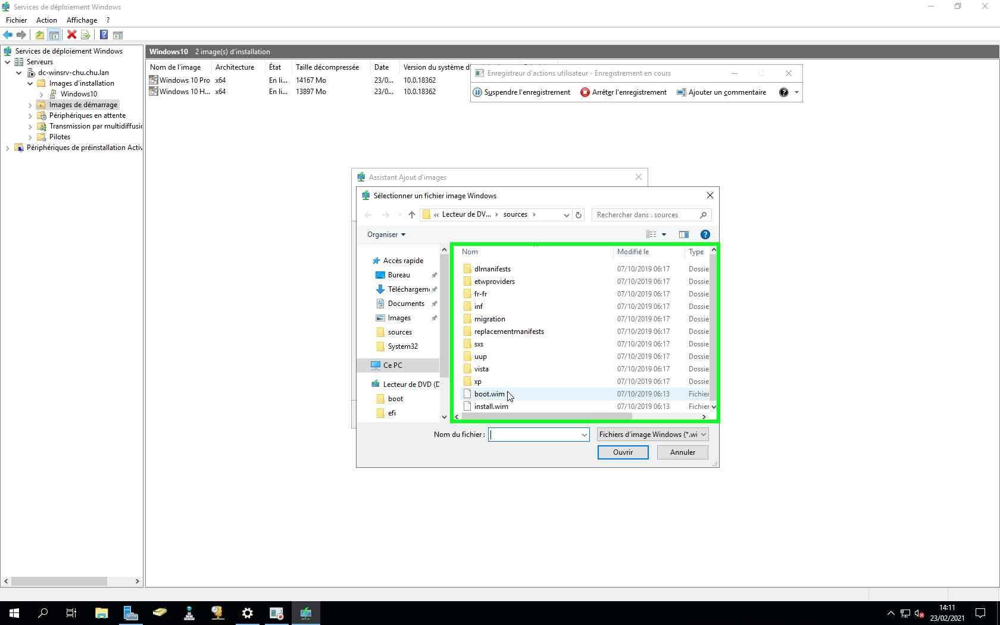 Services de déploiement Windows
Fichier Action Affichage ?
Services de déploiement Windows
Serveurs
dc-winsrv-chu.chu.lan
Images d'installation
Windows10
Images de démarrage
Périphériques en attente
Transmission par multidiffusio
Pilotes
Périphériques de préinstallation Activ
Windows10 2 image(s) d'installation
Nom de l'image Architecture État Taille décompressée Date Version du système d
Windows 10 Pro x64 En li... 14167 Mo 23/0... 10.0.18362
Windows 10 H... x64 En li... 13897 Mo 23/0... 10.0.18362
Enregistreur d'actions utilisateur - Enregistrement en cours
Suspendre l'enregistrement Arrêter l'enregistrement Ajouter un commentaire
Assistant Ajout d'images
Sélectionner un fichier image Windows
« Lecteur de DV... › sources › Rechercher dans : sources
Organiser
Accès rapide
Bureau
Téléchargem
Documents
Images
sources
System32
Ce PC
Lecteur de DVD (D
boot
efi
Nom Modifié le Type
dlmanifests 07/10/2019 06:17 Dossie
etwproviders 07/10/2019 06:17 Dossie
fr-fr 07/10/2019 06:17 Dossie
inf 07/10/2019 06:17 Dossie
migration 07/10/2019 06:17 Dossie
replacementmanifests 07/10/2019 06:17 Dossie
sxs 07/10/2019 06:17 Dossie
uup 07/10/2019 06:17 Dossie
vista 07/10/2019 06:17 Dossie
xp 07/10/2019 06:17 Dossie
boot.wim 07/10/2019 06:13 Fichier
install.wim 07/10/2019 06:13 Fichier
Nom du fichier : Fichiers d'image Windows (*.wi
Ouvrir Annuler
14:11
23/02/2021